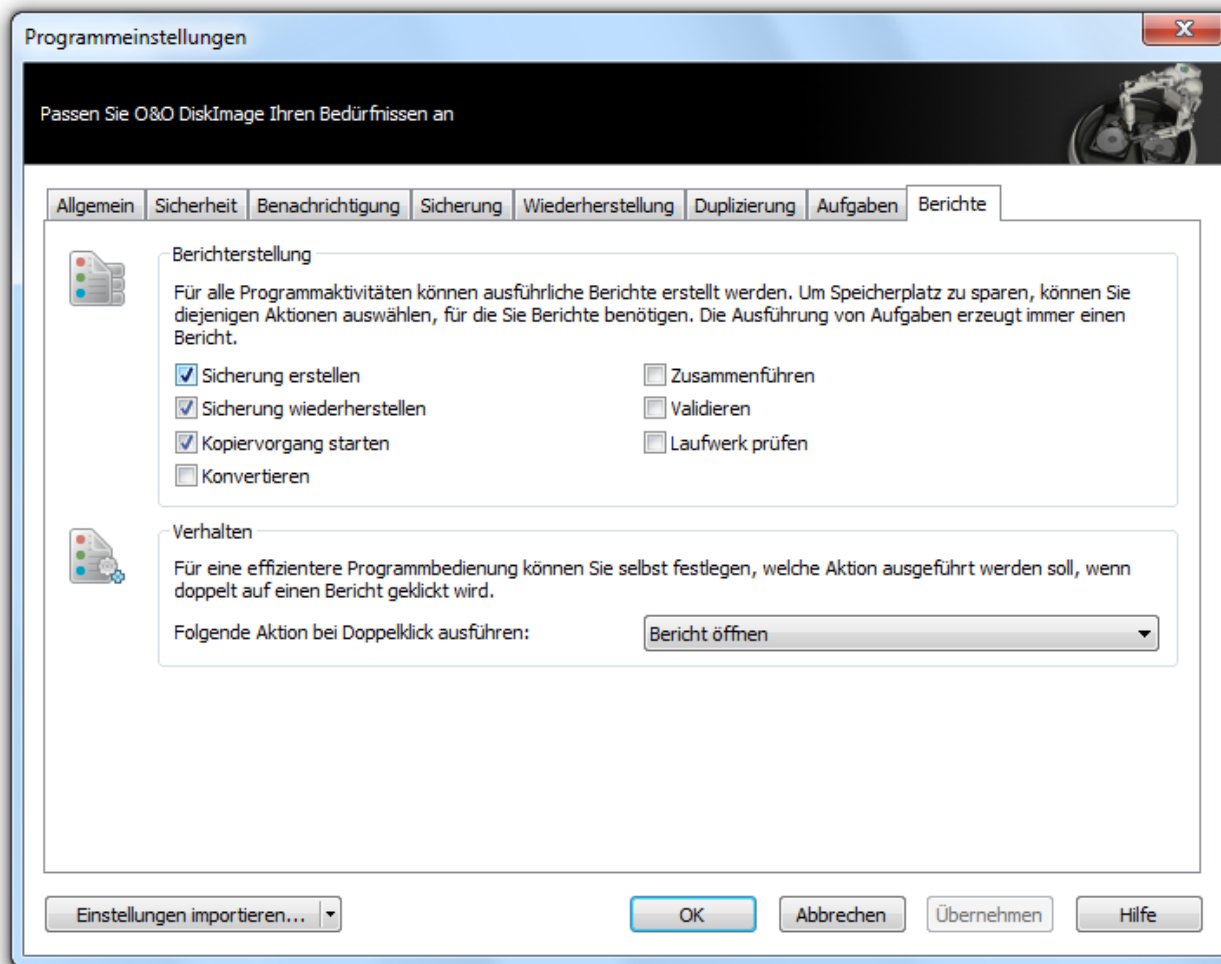 Programmeinstellungen
Passen Sie O&O DiskImage Ihren Bedürfnissen an
Allgemein Sicherheit Benachrichtigung Sicherung Wiederherstellung Duplizierung Aufgaben Berichte
Berichterstellung
Für alle Programmaktivitäten können ausführliche Berichte erstellt werden. Um Speicherplatz zu sparen, können Sie
diejenigen Aktionen auswählen, für die Sie Berichte benötigen. Die Ausführung von Aufgaben erzeugt immer einen
Bericht.
Sicherung erstellen Zusammenführen
Sicherung wiederherstellen Validieren
Kopiervorgang starten Laufwerk prüfen
Konvertieren
Verhalten
Für eine effizientere Programmbedienung können Sie selbst festlegen, welche Aktion ausgeführt werden soll, wenn
doppelt auf einen Bericht geklickt wird.
Folgende Aktion bei Doppelklick ausführen: Bericht öffnen
Einstellungen importieren... OK Abbrechen Übernehmen Hilfe